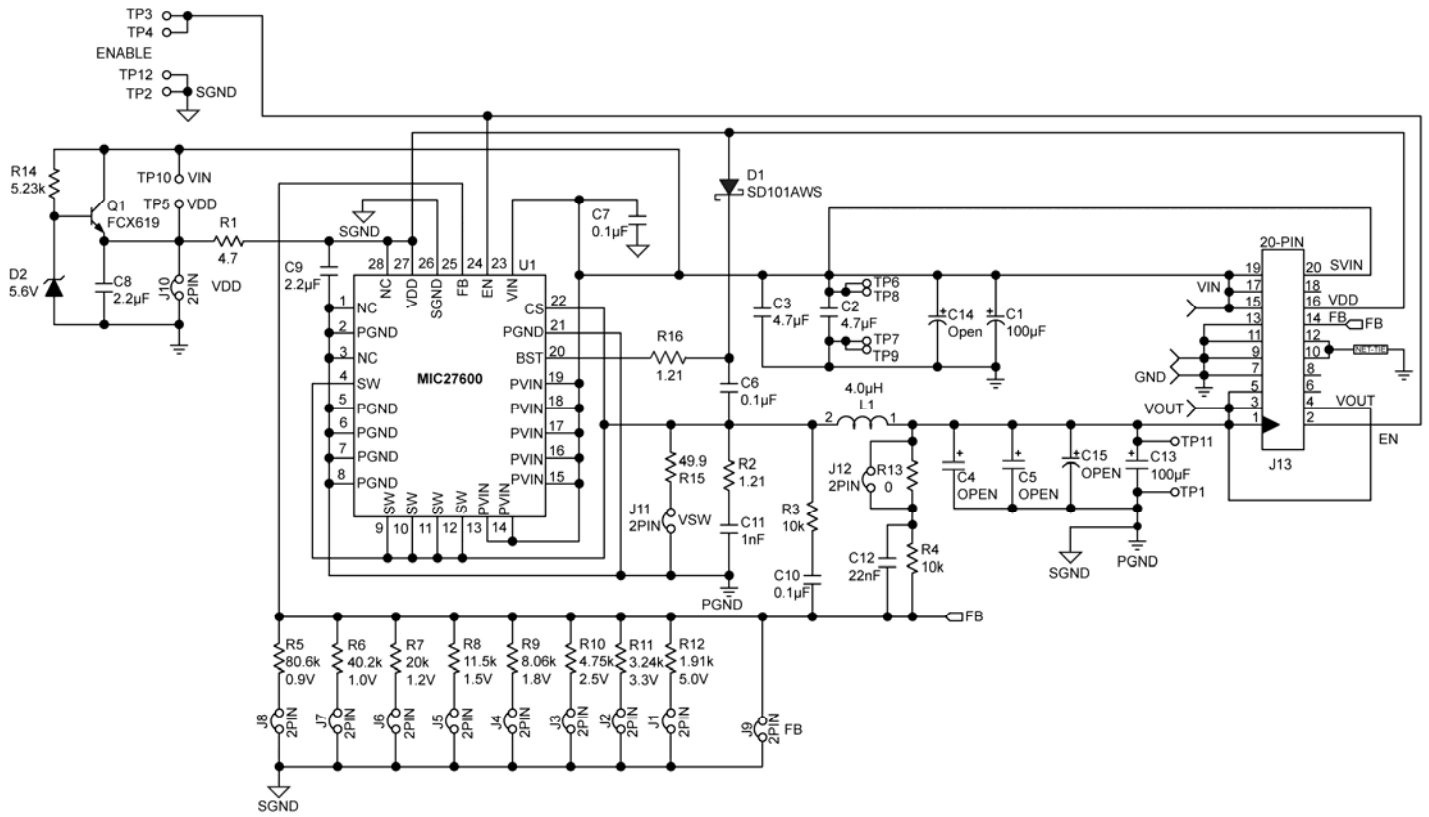 TP3
TP4
ENABLE
TP12
TP2
SGND
R14
5.23k
Q1
FCX619
D2
5.6V
TP10
VIN
TP5
VDD
R1
4.7
C8
2.2µF
J10
2PIN
VDD
C9
2.2µF
SGND
28
27
26
25
24
23
U1
NC
VDD
SGND
FB
EN
VIN
1
NC
2
PGND
3
NC
4
SW
5
PGND
6
PGND
7
PGND
8
PGND
MIC27600
CS
22
PGND
21
BST
20
PVIN
19
PVIN
18
PVIN
17
PVIN
16
PVIN
15
SW
SW
SW
SW
PVIN
PVIN
9
10
11
12
13
14
C7
0.1µF
D1
SD101AWS
R16
1.21
C6
0.1µF
C3
4.7µF
C2
4.7µF
TP6
TP8
TP7
TP9
C14
Open
C1
100µF
4.0µH
2
L1
1
49.9
R15
J11
2PIN
VSW
R2
1.21
C11
1nF
PGND
R3
10k
C10
0.1µF
J12
2PIN
R13
0
C12
22nF
R4
10k
C4
OPEN
C5
OPEN
C15
OPEN
C13
100µF
TP11
TP1
SGND
PGND
20-PIN
19
20
SVIN
VIN
17
18
15
16
VDD
13
14
FB
FB
11
12
9
10
NET-TIE
GND
7
8
5
6
VOUT
3
4
VOUT
1
2
EN
J13
FB
R5
80.6k
0.9V
R6
40.2k
1.0V
R7
20k
1.2V
R8
11.5k
1.5V
R9
8.06k
1.8V
R10
4.75k
2.5V
R11
3.24k
3.3V
R12
1.91k
5.0V
J8
2PIN
J7
2PIN
J6
2PIN
J5
2PIN
J4
2PIN
J3
2PIN
J2
2PIN
J1
2PIN
J9
2PIN
FB
SGND